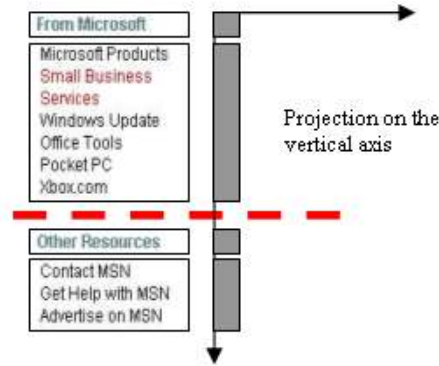 From Microsoft
Microsoft Products
Small Business
Services
Windows Update
Office Tools
Pocket PC
Xbox.com
Projection on the
vertical axis
Other Resources
Contact MSN
Get Help with MSN
Advertise on MSN